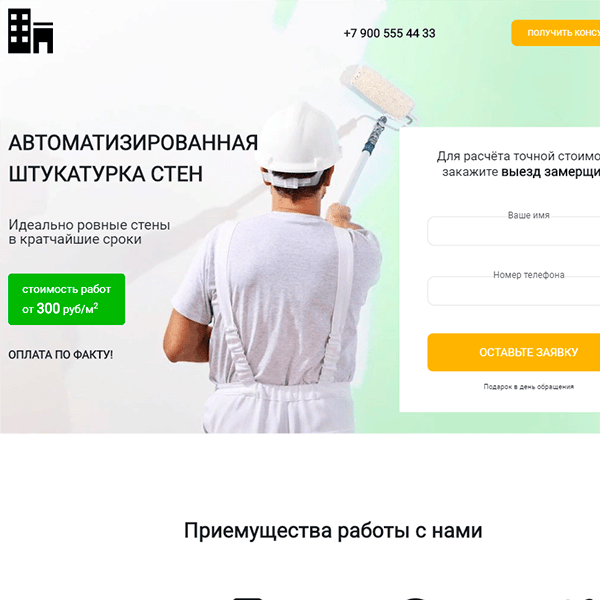 +7 900 555 44 33
ПОЛУЧИТЬ КОНСУ
АВТОМАТИЗИРОВАННАЯ
ШТУКАТУРКА СТЕН
Идеально ровные стены
в кратчайшие сроки
стоимость работ
от 300 руб/м²
ОПЛАТА ПО ФАКТУ!
Для расчёта точной стоимо
закажите выезд замерщи
Ваше имя
Номер телефона
ОСТАВЬТЕ ЗАЯВКУ
Подарок в день обращения
Приемущества работы с нами